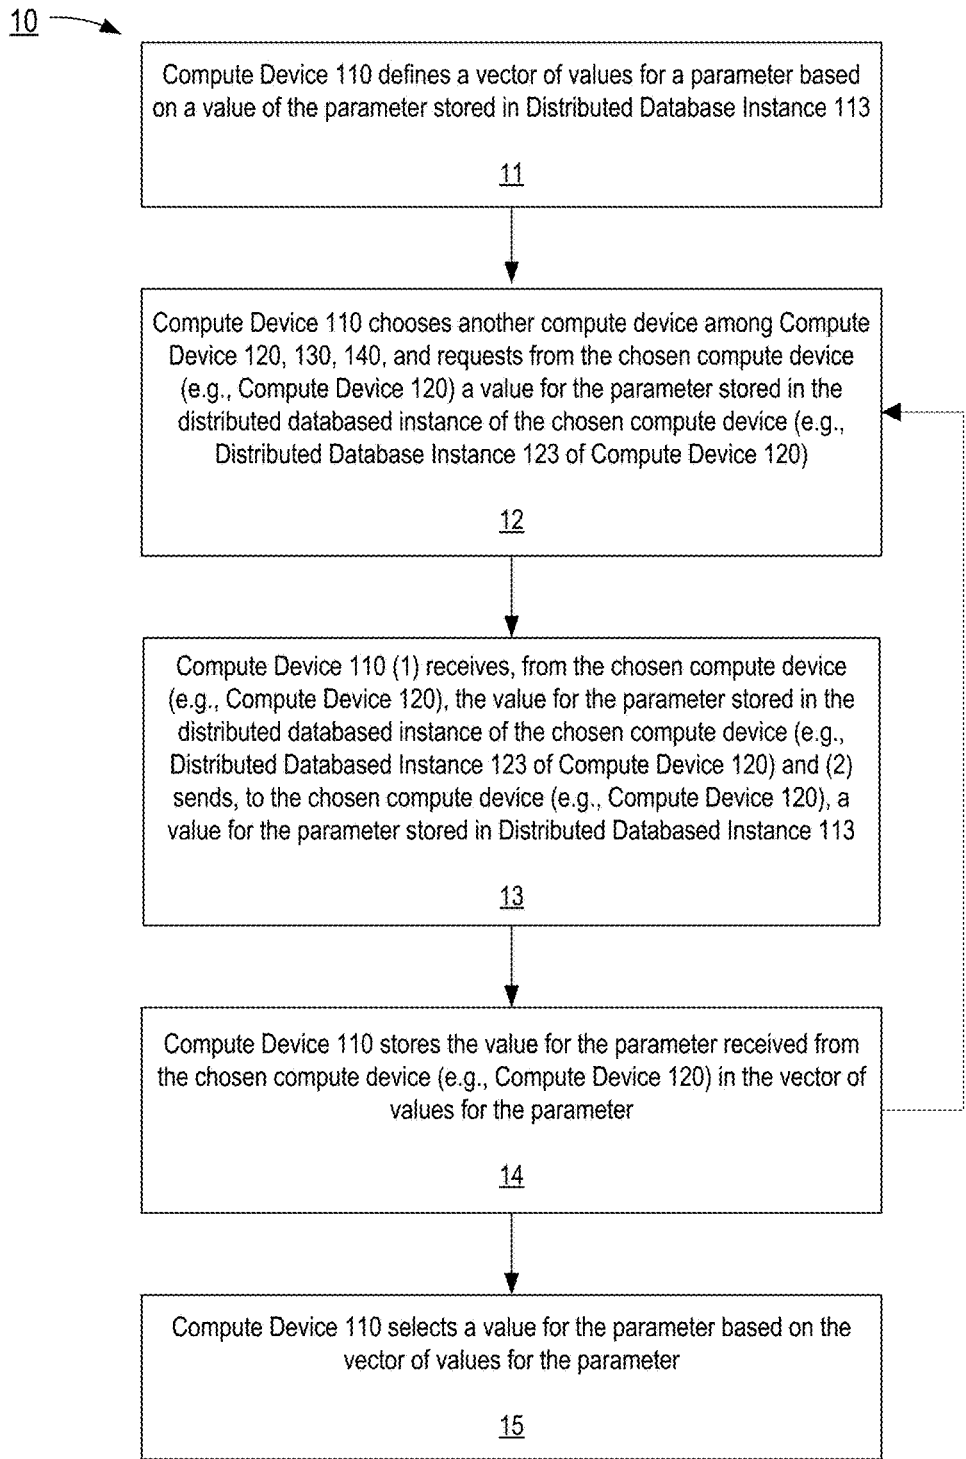 10
Compute Device 110 defines a vector of values for a parameter based
on a value of the parameter stored in Distributed Database Instance 113
11
Compute Device 110 chooses another compute device among Compute
Device 120, 130, 140, and requests from the chosen compute device
(e.g., Compute Device 120) a value for the parameter stored in the
distributed databased instance of the chosen compute device (e.g.,
Distributed Database Instance 123 of Compute Device 120)
12
Compute Device 110 (1) receives, from the chosen compute device
(e.g., Compute Device 120), the value for the parameter stored in the
distributed databased instance of the chosen compute device (e.g.,
Distributed Databased Instance 123 of Compute Device 120) and (2)
sends, to the chosen compute device (e.g., Compute Device 120), a
value for the parameter stored in Distributed Databased Instance 113
13
Compute Device 110 stores the value for the parameter received from
the chosen compute device (e.g., Compute Device 120) in the vector of
values for the parameter
14
Compute Device 110 selects a value for the parameter based on the
vector of values for the parameter
15